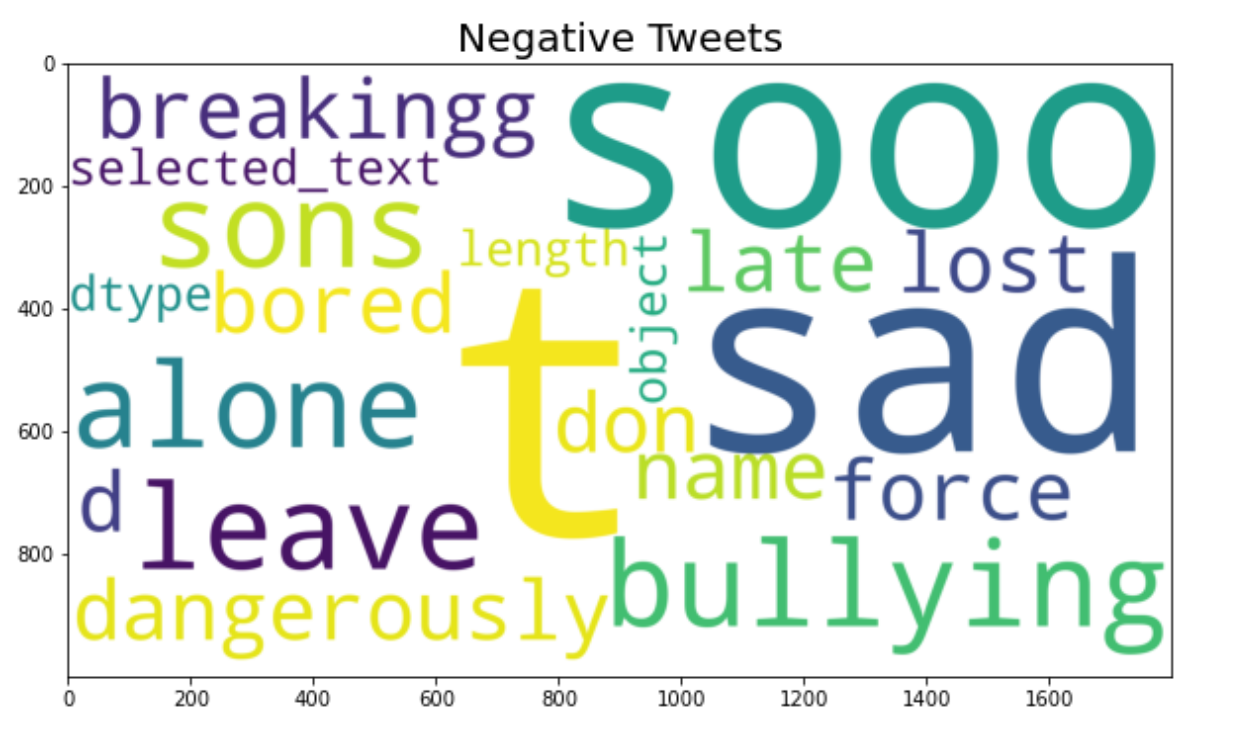 Negative Tweets
0
200
400
600
800
breakingg
sooo
selected_text
sons
length
object
late
lost
dtype
bored
t
sad
alone
don
name
force
d
leave
bullying
dangerously
0 200 400 600 800 1000 1200 1400 1600